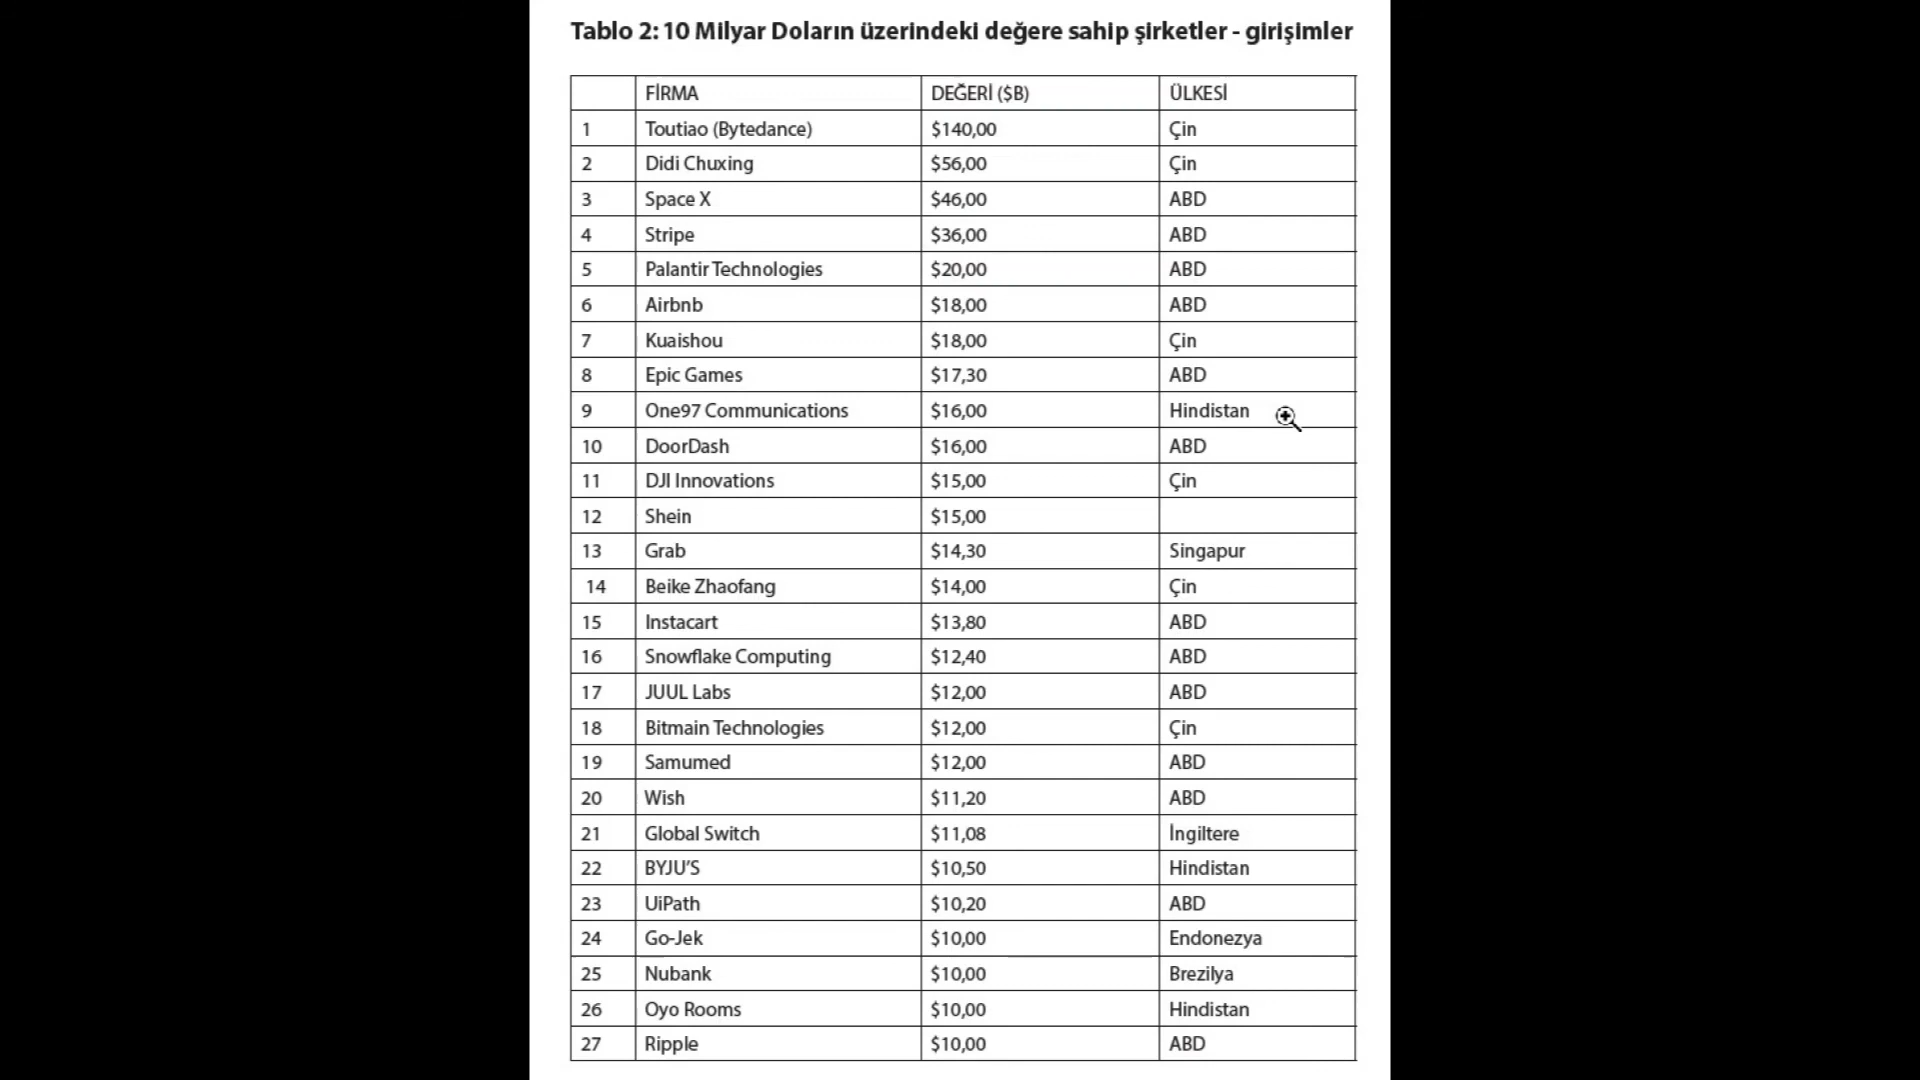 Tablo 2: 10 Milyar Doların üzerindeki değere sahip şirketler - girişimler
FİRMA DEĞERİ ($B) ÜLKESİ
1 Toutiao (Bytedance) $140,00 Çin
2 Didi Chuxing $56,00 Çin
3 Space X $46,00 ABD
4 Stripe $36,00 ABD
5 Palantir Technologies $20,00 ABD
6 Airbnb $18,00 ABD
7 Kuaishou $18,00 Çin
8 Epic Games $17,30 ABD
9 One97 Communications $16,00 Hindistan
10 DoorDash $16,00 ABD
11 DJI Innovations $15,00 Çin
12 Shein $15,00
13 Grab $14,30 Singapur
14 Beike Zhaofang $14,00 Çin
15 Instacart $13,80 ABD
16 Snowflake Computing $12,40 ABD
17 JUUL Labs $12,00 ABD
18 Bitmain Technologies $12,00 Çin
19 Samumed $12,00 ABD
20 Wish $11,20 ABD
21 Global Switch $11,08 İngiltere
22 BYJU'S $10,50 Hindistan
23 UiPath $10,20 ABD
24 Go-Jek $10,00 Endonezya
25 Nubank $10,00 Brezilya
26 Oyo Rooms $10,00 Hindistan
27 Ripple $10,00 ABD